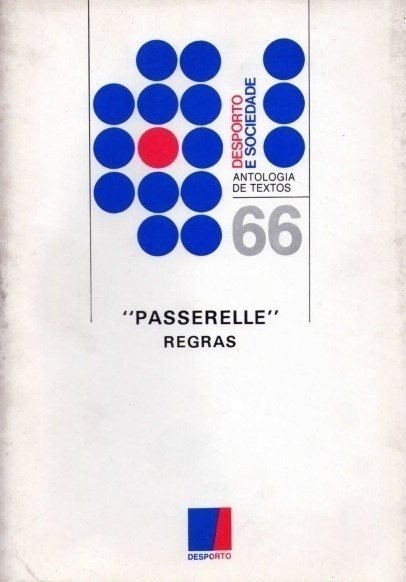 DESPORTO
E SOCIEDADE
ANTOLOGIA
DE TEXTOS
66
"PASSERELLE"
REGRAS
DESPORTO